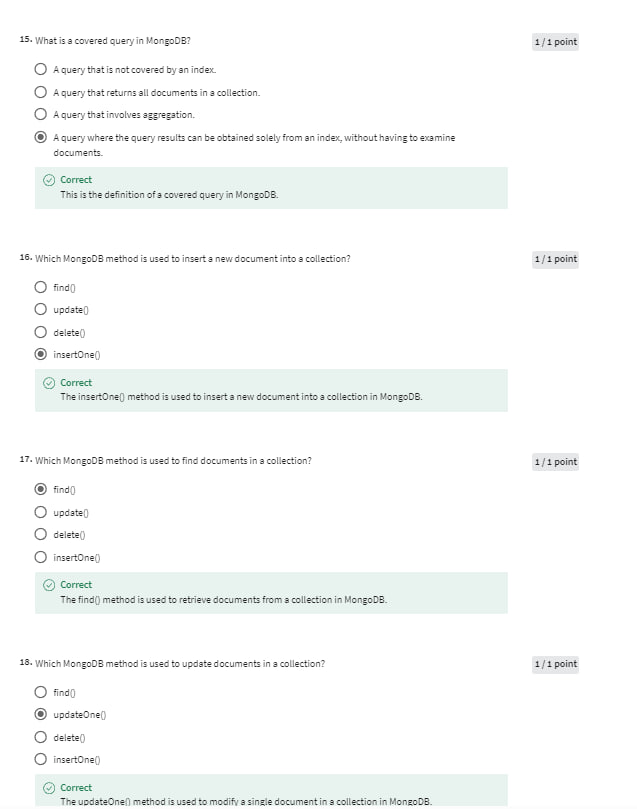 15. What is a covered query in MongoDB?
1 / 1 point
A query that is not covered by an index.
A query that returns all documents in a collection.
A query that involves aggregation.
A query where the query results can be obtained solely from an index, without having to examine
documents.
Correct
This is the definition of a covered query in MongoDB.
16. Which MongoDB method is used to insert a new document into a collection?
1 / 1 point
find()
update()
delete()
insertOne()
Correct
The insertOne() method is used to insert a new document into a collection in MongoDB.
17. Which MongoDB method is used to find documents in a collection?
1 / 1 point
find()
update()
delete()
insertOne()
Correct
The find() method is used to retrieve documents from a collection in MongoDB.
18. Which MongoDB method is used to update documents in a collection?
1 / 1 point
find()
updateOne()
delete()
insertOne()
Correct
The updateOne() method is used to modify a single document in a collection in MongoDB.